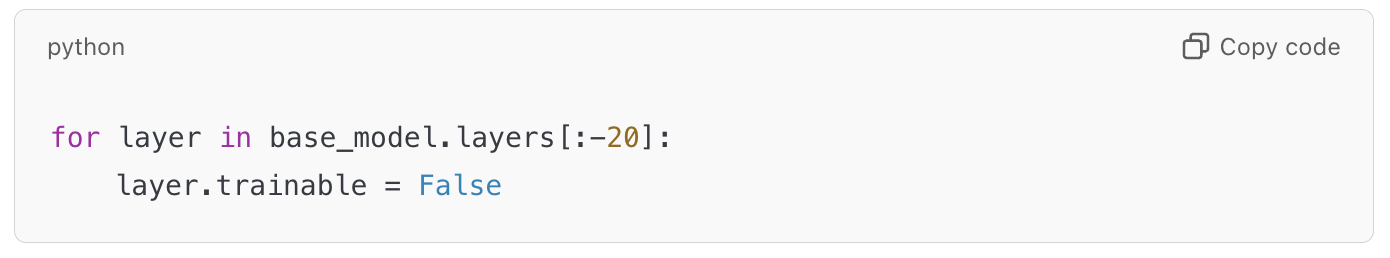 python
Copy code
for layer in base_model.layers[:-20]:
    layer.trainable = False